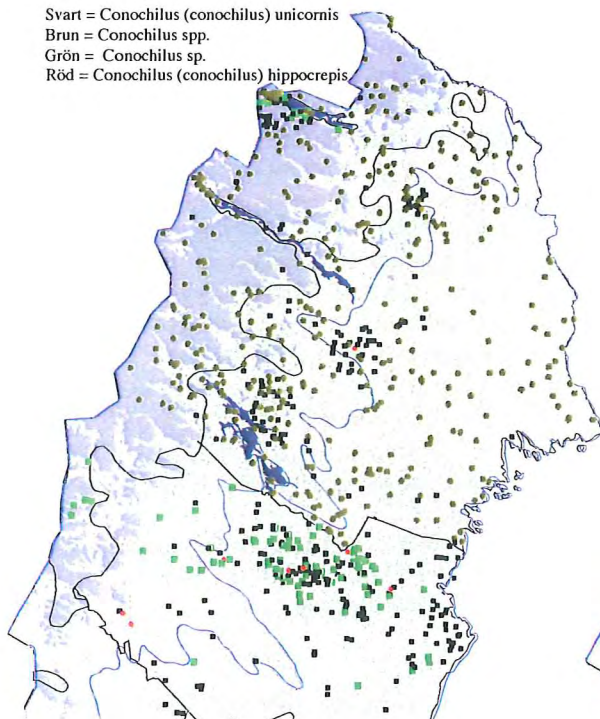 Svart = Conochilus (conochilus) unicornis
Brun = Conochilus spp.
Grön = Conochilus sp.
Röd = Conochilus (conochilus) hippocrepis